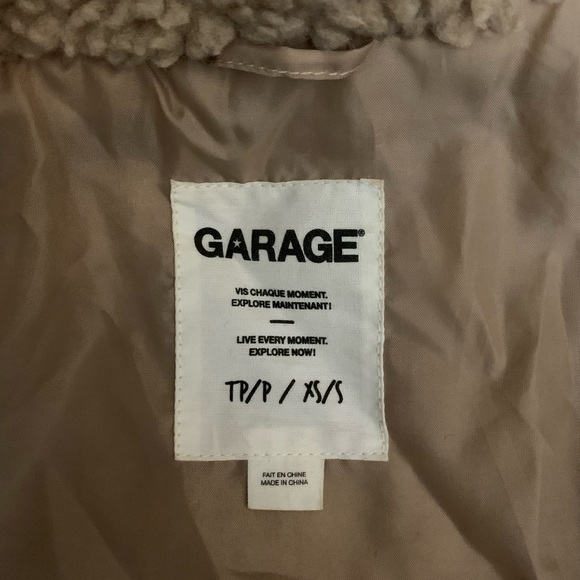 GARAGE®
VIS CHAQUE MOMENT.
EXPLORE MAINTENANT!
LIVE EVERY MOMENT.
EXPLORE NOW!
TP/P / XS/S
FAIT EN CHINE
MADE IN CHINA